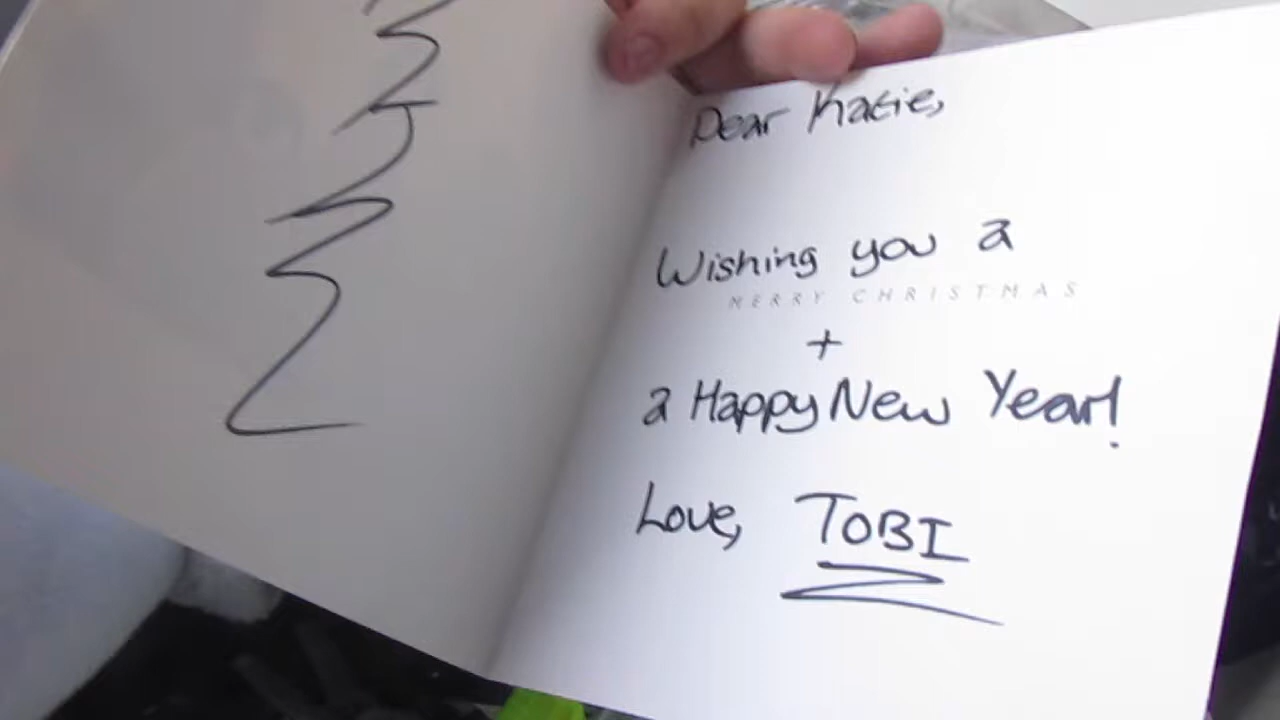 Dear Katie,
Wishing you a
MERRY CHRISTMAS
+
a Happy New Year!
Love, TOBI